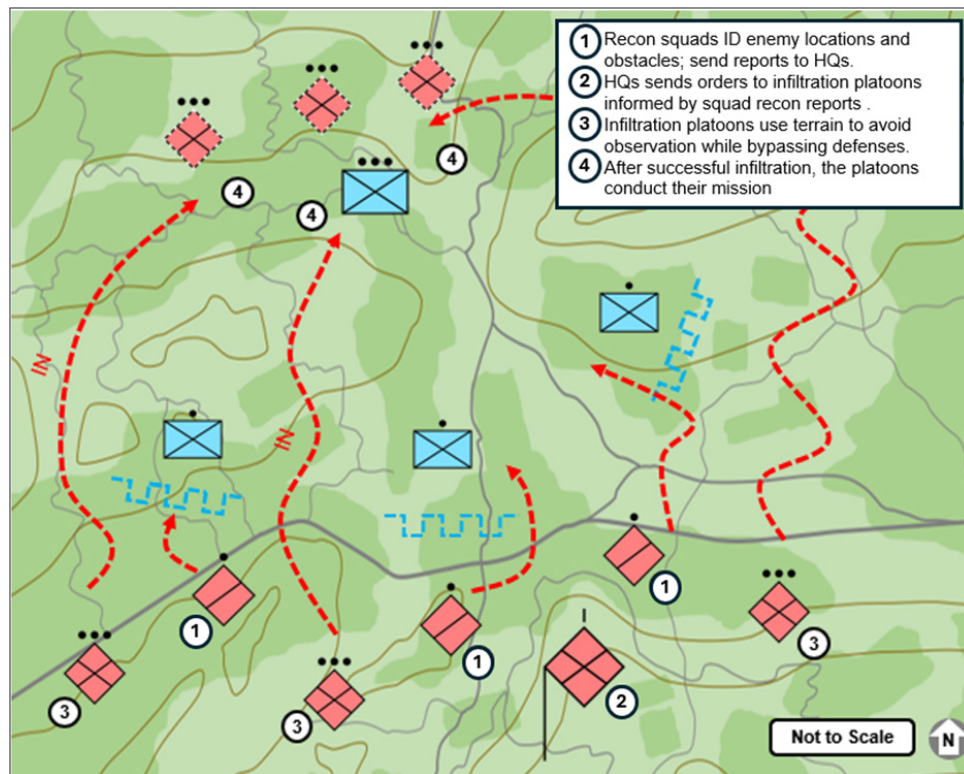 1 Recon squads ID enemy locations and
obstacles; send reports to HQs.
2 HQs sends orders to infiltration platoons
informed by squad recon reports .
3 Infiltration platoons use terrain to avoid
observation while bypassing defenses.
4 After successful infiltration, the platoons
conduct their mission
4
4
4
IN
IN
1
1
1
3
3
3
2
Not to Scale
N